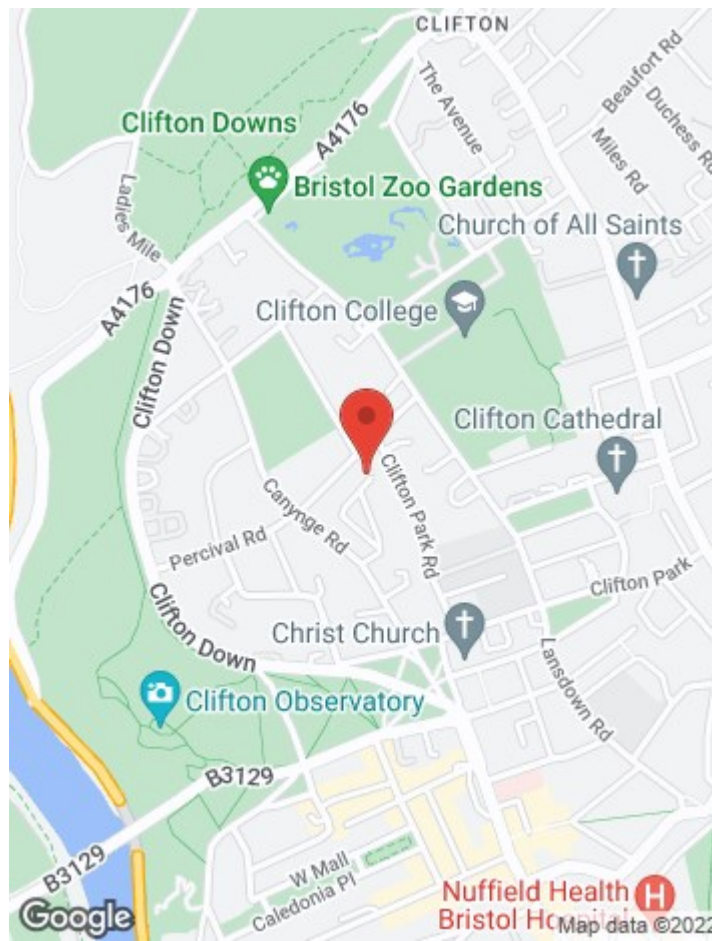 CLIFTON
Beaufort Rd
The Avenue
Duchess Rd
A4176
Clifton Downs
Miles Rd
Bristol Zoo Gardens
Ladies Mile
Church of All Saints
A4176
Clifton College
Clifton Down
Clifton Cathedral
Clifton Park Rd
Canynge Rd
Percival Rd
Clifton Park
Clifton Down
Christ Church
Lansdown Rd
Clifton Observatory
B3129
W Mall
B3129
Caledonia Pl
Nuffield Health
Bristol Hospital
Google
Map data ©2022